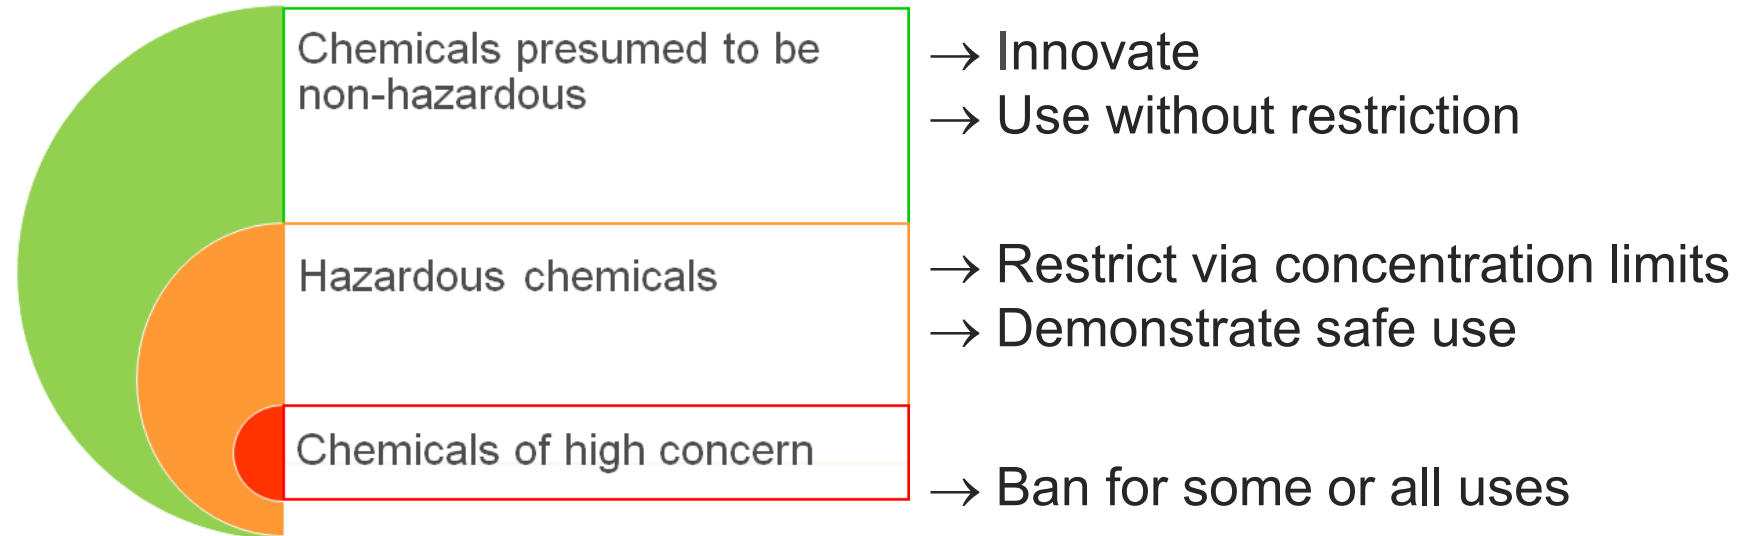 Chemicals presumed to be
non-hazardous
→ Innovate
→ Use without restriction
Hazardous chemicals
→ Restrict via concentration limits
→ Demonstrate safe use
Chemicals of high concern
→ Ban for some or all uses